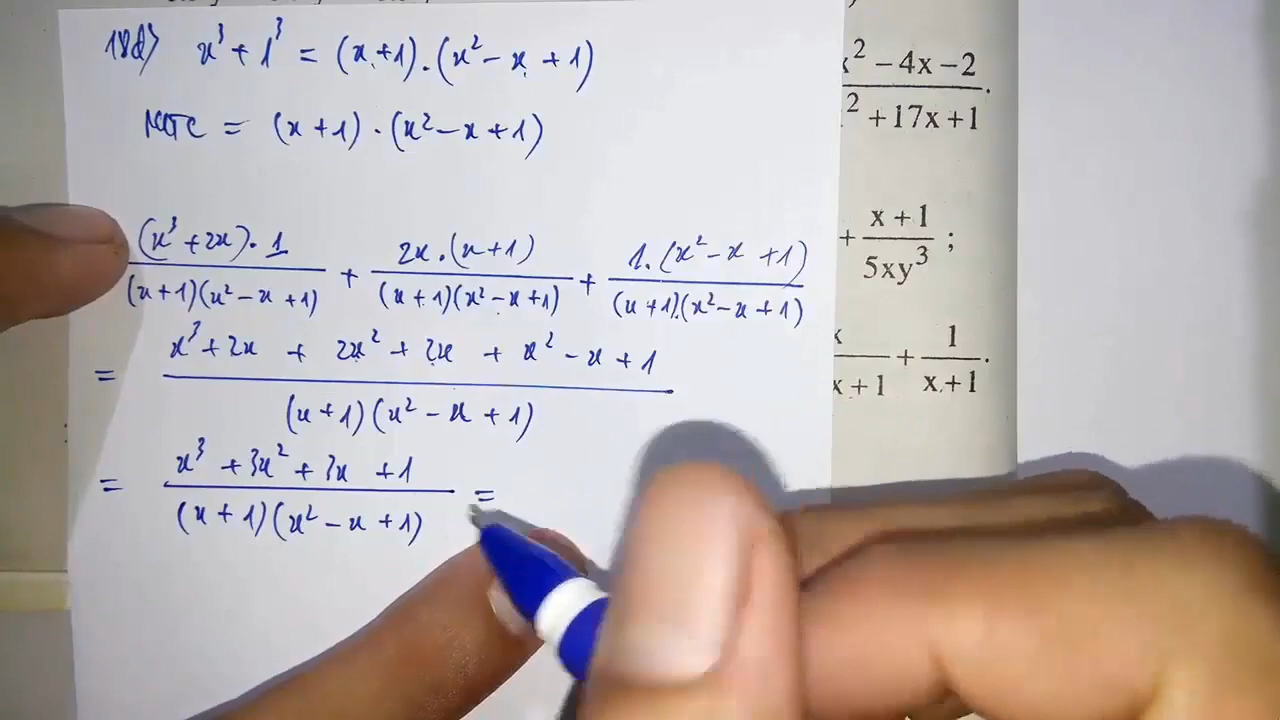 18d) x³ + 1³ = (x+1).(x² - x + 1)
MTC = (x+1).(x² - x + 1)
(x³ + 2x).1 / (x+1)(x² - x + 1) + 2x.(x+1) / (x+1)(x² - x + 1) + 1.(x² - x + 1) / (x+1).(x² - x + 1)
= x³ + 2x + 2x² + 2x + x² - x + 1 / (x+1)(x² - x + 1)
= x³ + 3x² + 3x + 1 / (x+1)(x² - x + 1) =
x² - 4x - 2 / ² + 17x + 1 .
+ x + 1 / 5xy³ ;
x / x + 1 + 1 / x + 1 .